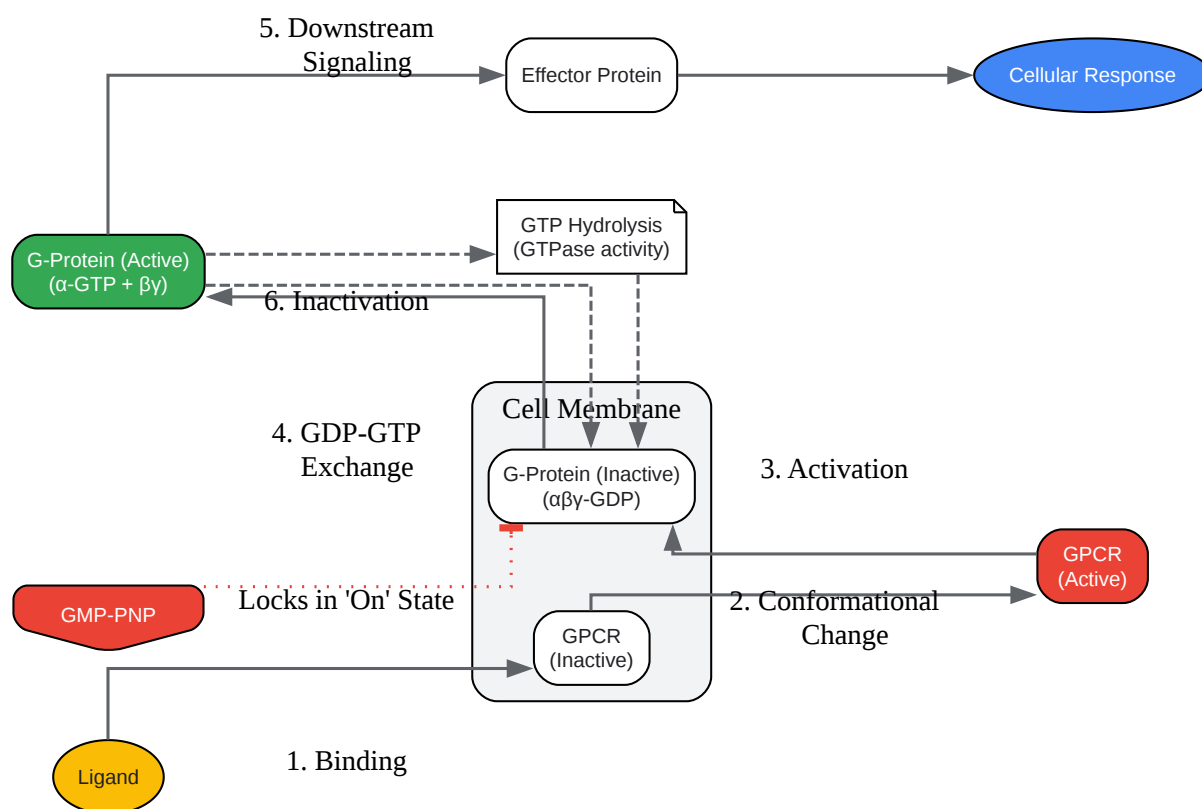 5. Downstream
Signaling
Effector Protein
Cellular Response
GTP Hydrolysis
(GTPase activity)
G-Protein (Active)
(α-GTP + βγ)
6. Inactivation
Cell Membrane
4. GDP-GTP
Exchange
G-Protein (Inactive)
(αβγ-GDP)
3. Activation
GPCR
(Active)
GMP-PNP
Locks in 'On' State
2. Conformational
Change
GPCR
(Inactive)
1. Binding
Ligand